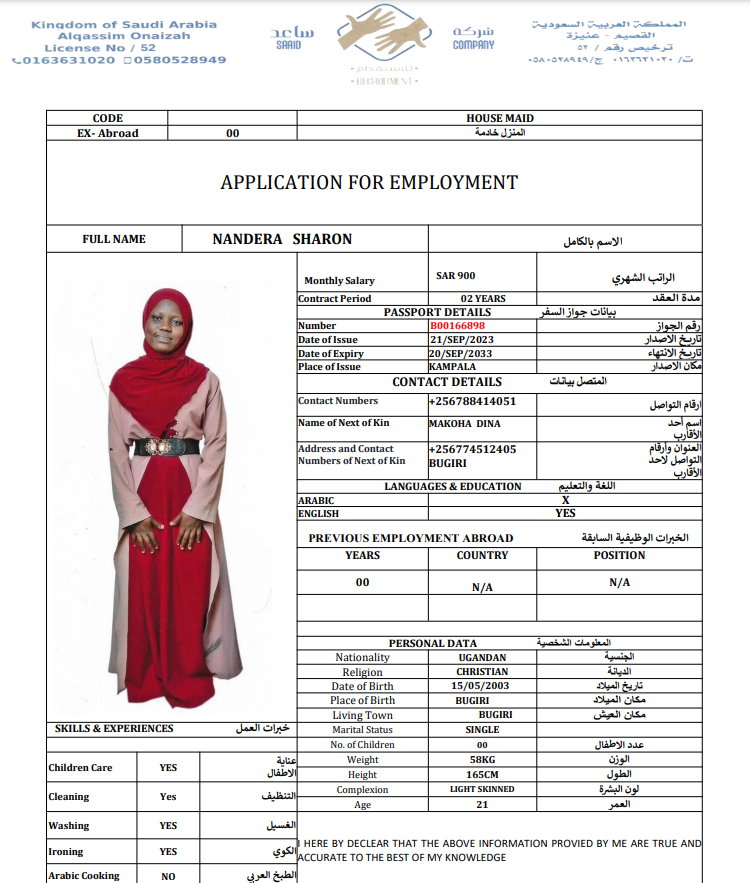 Kingdom of Saudi Arabia
Alqassim Onaizah
License No / 52
0163631020 0580528949
ساعد
SAAID
شركة
COMPANY
للاستقدام
• RECRUITMENT •
المملكة العربية السعودية
القصيم - عنيزة
ترخيص رقم / ٥٢
ت/ ٠١٦٣٦٣١٠٢٠ ج/ ٠٥٨٠٥٢٨٩٤٩
CODE HOUSE MAID
EX- Abroad 00 المنزل خادمة
APPLICATION FOR EMPLOYMENT
FULL NAME NANDERA SHARON الاسم بالكامل
Monthly Salary SAR 900 الراتب الشهري
Contract Period 02 YEARS مدة العقد
PASSPORT DETAILS بيانات جواز السفر
Number B00166898 رقم الجواز
Date of Issue 21/SEP/2023 تاريخ الاصدار
Date of Expiry 20/SEP/2033 تاريخ الانتهاء
Place of Issue KAMPALA مكان الاصدار
CONTACT DETAILS المتصل بيانات
Contact Numbers +256788414051 ارقام التواصل
Name of Next of Kin MAKOHA DINA اسم أحد
الأقارب
Address and Contact +256774512405 العنوان وأرقام
Numbers of Next of Kin BUGIRI التواصل لاحد
الأقارب
LANGUAGES & EDUCATION اللغة والتعليم
ARABIC X
ENGLISH YES
PREVIOUS EMPLOYMENT ABROAD الخبرات الوظيفية السابقة
YEARS COUNTRY POSITION
00 N/A N/A
PERSONAL DATA المعلومات الشخصية
Nationality UGANDAN الجنسية
Religion CHRISTIAN الديانة
Date of Birth 15/05/2003 تاريخ الميلاد
Place of Birth BUGIRI مكان الميلاد
Living Town BUGIRI مكان العيش
Marital Status SINGLE
No. of Children 00 عدد الاطفال
Weight 58KG الوزن
Height 165CM الطول
Complexion LIGHT SKINNED لون البشرة
Age 21 العمر
I HERE BY DECLEAR THAT THE ABOVE INFORMATION PROVIED BY ME ARE TRUE AND
ACCURATE TO THE BEST OF MY KNOWLEDGE
SKILLS & EXPERIENCES خبرات العمل
Children Care YES عناية
الاطفال
Cleaning Yes التنظيف
Washing YES الغسيل
Ironing YES الكوي
Arabic Cooking NO الطبخ العربي